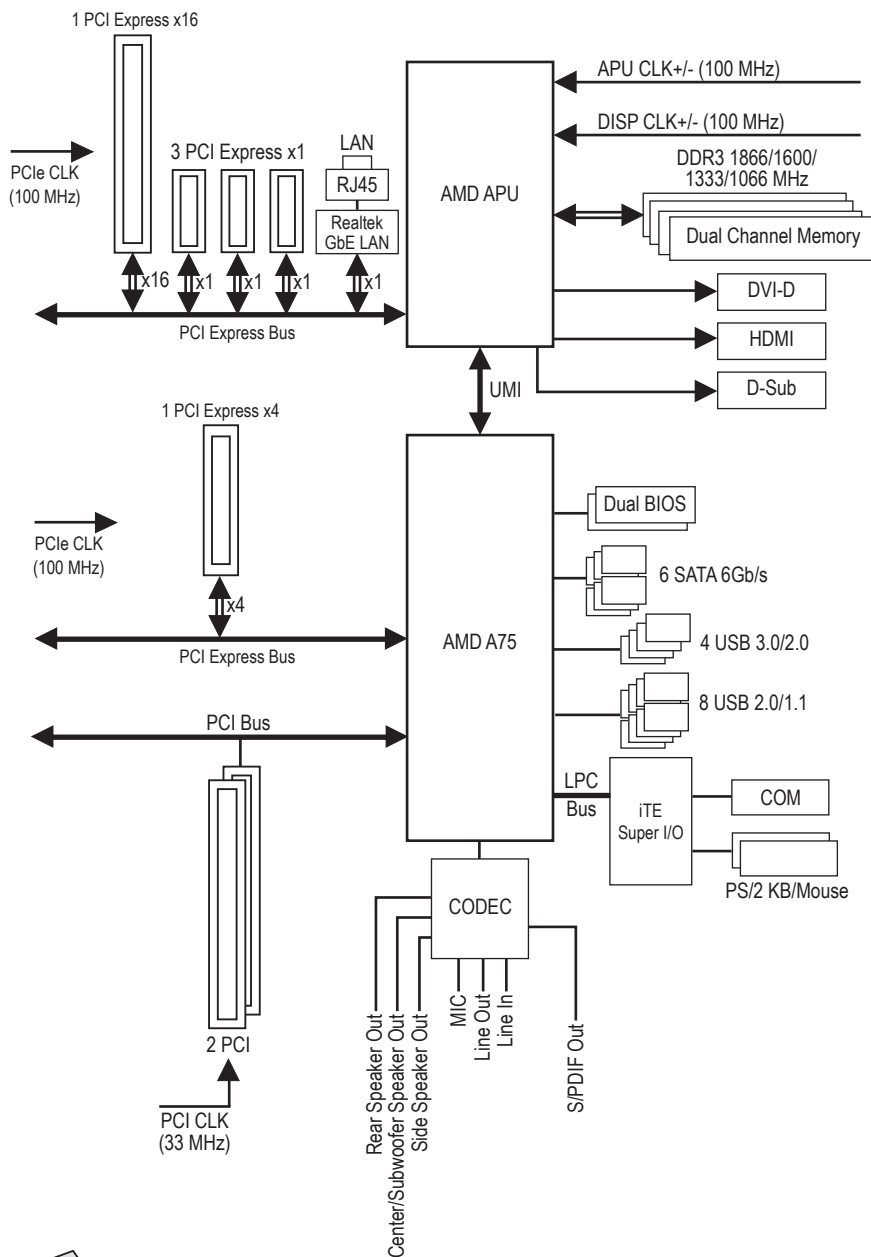 1 PCI Express x16
APU CLK+/- (100 MHz)
DISP CLK+/- (100 MHz)
PCIe CLK
(100 MHz)
3 PCI Express x1
LAN
RJ45
Realtek
GbE LAN
AMD APU
DDR3 1866/1600/
1333/1066 MHz
Dual Channel Memory
x16
x1
x1
x1
x1
PCI Express Bus
DVI-D
HDMI
D-Sub
UMI
1 PCI Express x4
PCIe CLK
(100 MHz)
x4
PCI Express Bus
AMD A75
Dual BIOS
6 SATA 6Gb/s
4 USB 3.0/2.0
8 USB 2.0/1.1
PCI Bus
LPC
Bus
iTE
Super I/O
COM
PS/2 KB/Mouse
CODEC
2 PCI
PCI CLK
(33 MHz)
Rear Speaker Out
Center/Subwoofer Speaker Out
Side Speaker Out
MIC
Line Out
Line In
S/PDIF Out